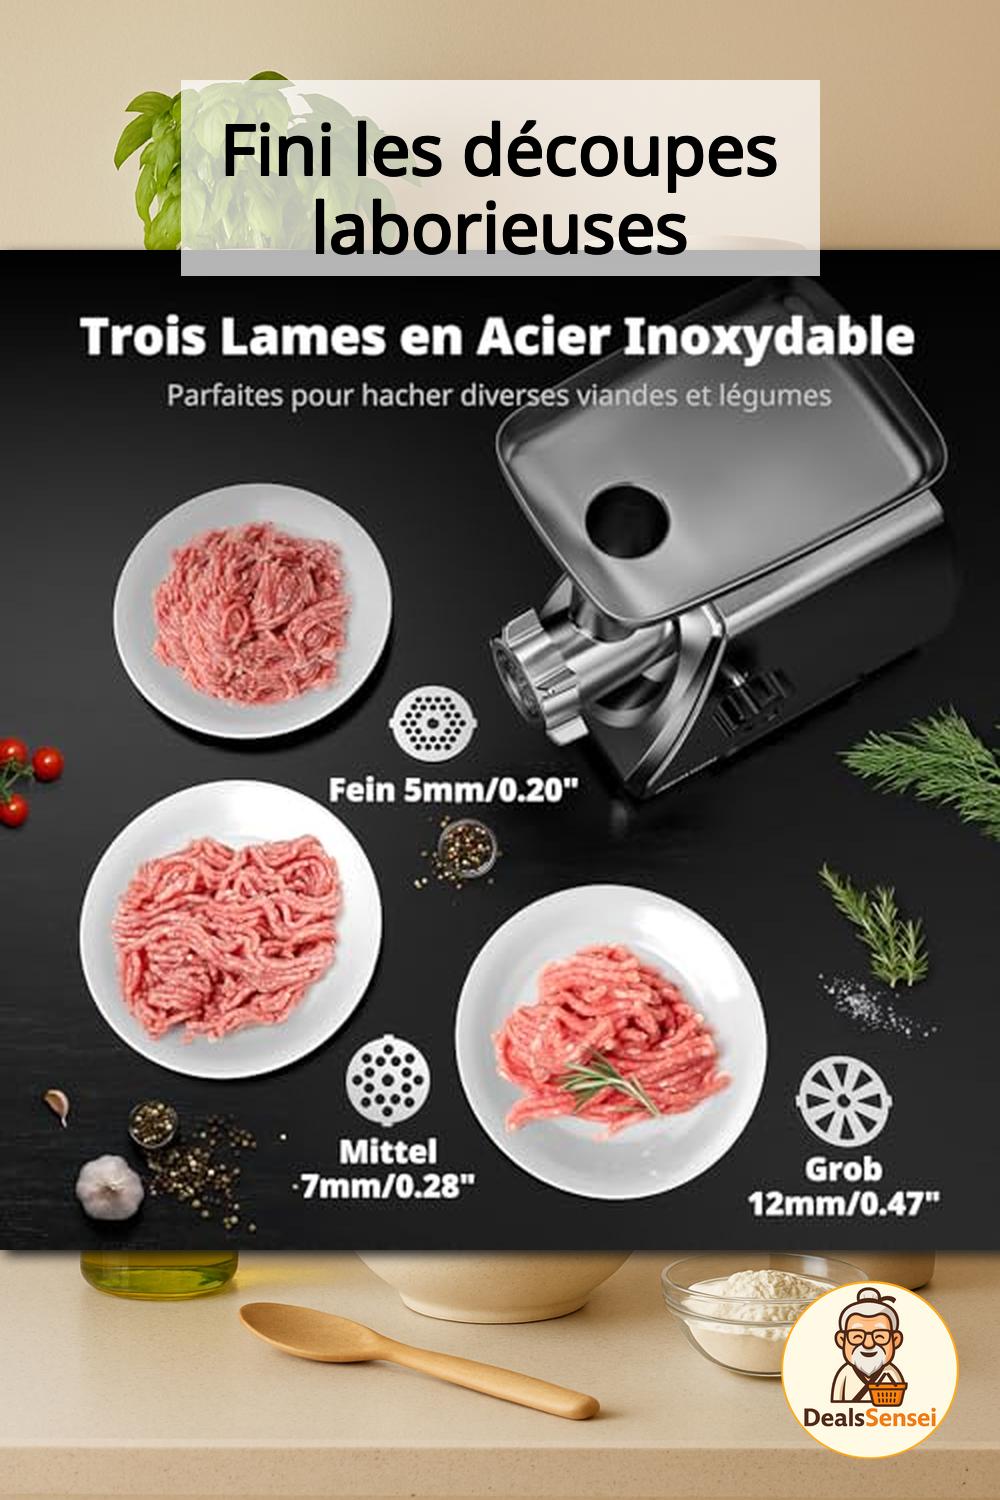 Fini les découpes
laborieuses
Trois Lames en Acier Inoxydable
Parfaites pour hacher diverses viandes et légumes
Fein 5mm/0.20"
Mittel
7mm/0.28"
Grob
12mm/0.47"
DealsSensei